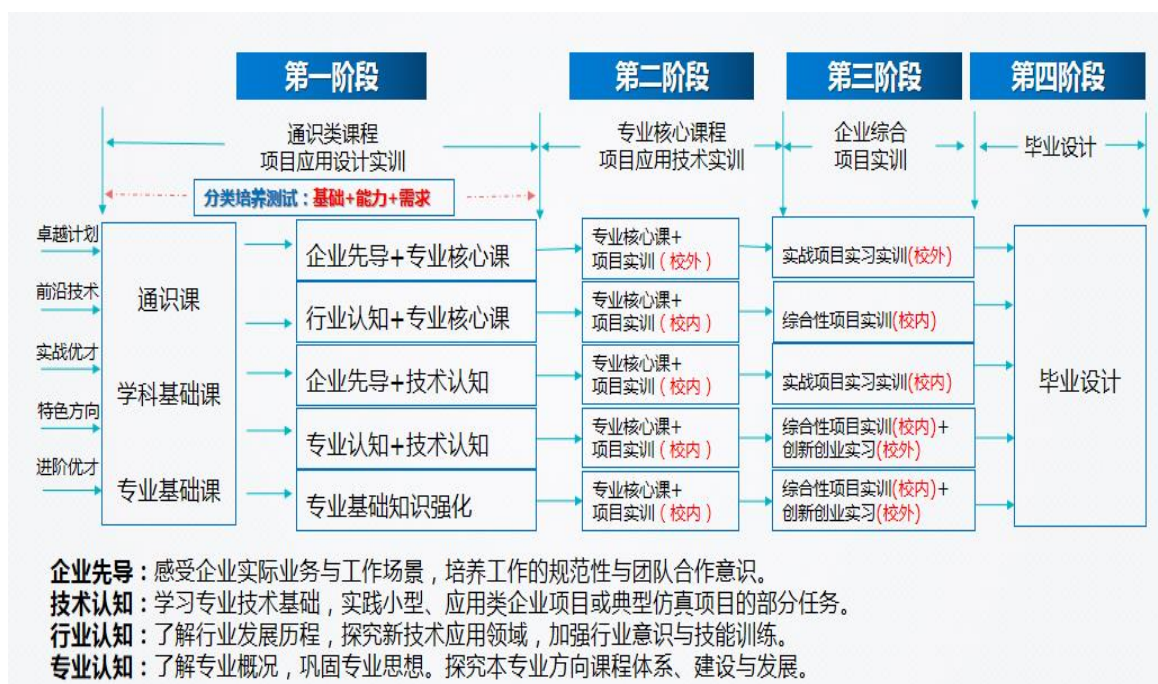 第一阶段
第二阶段
第三阶段
第四阶段
通识类课程
项目应用设计实训
专业核心课程
项目应用技术实训
企业综合
项目实训
毕业设计
分类培养测试：基础+能力+需求
卓越计划
前沿技术
实战优才
特色方向
进阶优才
通识课
学科基础课
专业基础课
企业先导+专业核心课
行业认知+专业核心课
企业先导+技术认知
专业认知+技术认知
专业基础知识强化
专业核心课+
项目实训（校外）
专业核心课+
项目实训（校内）
专业核心课+
项目实训（校内）
专业核心课+
项目实训（校内）
专业核心课+
项目实训（校内）
实战项目实习实训(校外)
综合性项目实训(校内)
实战项目实习实训(校内)
综合性项目实训(校内)+
创新创业实习(校外)
综合性项目实训(校内)+
创新创业实习(校外)
毕业设计
企业先导：感受企业实际业务与工作场景，培养工作的规范性与团队合作意识。
技术认知：学习专业技术基础，实践小型、应用类企业项目或典型仿真项目的部分任务。
行业认知：了解行业发展历程，探究新技术应用领域，加强行业意识与技能训练。
专业认知：了解专业概况，巩固专业思想。探究本专业方向课程体系、建设与发展。